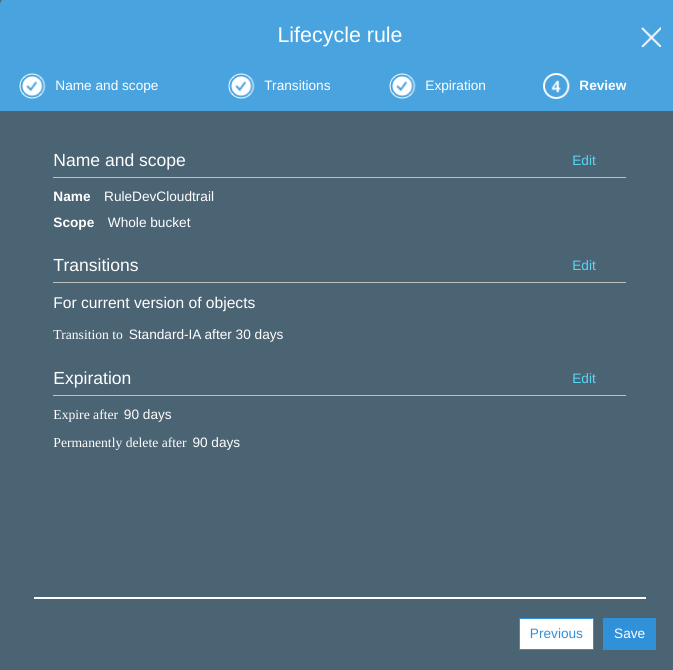 Lifecycle rule
Name and scope
Transitions
Expiration
4 Review
Name and scope Edit
Name RuleDevCloudtrail
Scope Whole bucket
Transitions Edit
For current version of objects
Transition to Standard-IA after 30 days
Expiration Edit
Expire after 90 days
Permanently delete after 90 days
Previous Save